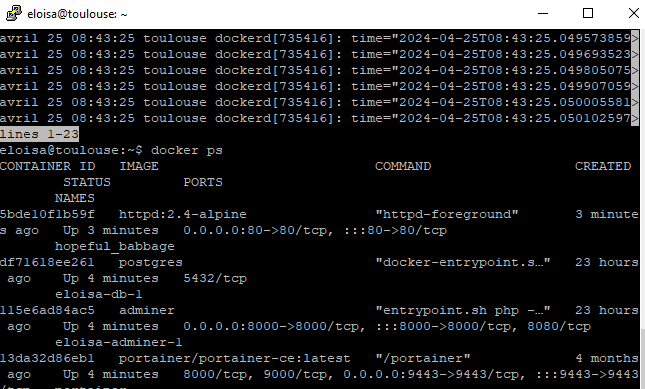 eloisa@toulouse: ~
avril 25 08:43:25 toulouse dockerd[735416]: time="2024-04-25T08:43:25.049573859>
avril 25 08:43:25 toulouse dockerd[735416]: time="2024-04-25T08:43:25.049693523>
avril 25 08:43:25 toulouse dockerd[735416]: time="2024-04-25T08:43:25.049805075>
avril 25 08:43:25 toulouse dockerd[735416]: time="2024-04-25T08:43:25.049907059>
avril 25 08:43:25 toulouse dockerd[735416]: time="2024-04-25T08:43:25.050005581>
avril 25 08:43:25 toulouse dockerd[735416]: time="2024-04-25T08:43:25.050102597>
lines 1-23
eloisa@toulouse:~$ docker ps
CONTAINER ID   IMAGE                           COMMAND                  CREATED
        STATUS         PORTS
       NAMES
5bde10f1b59f   httpd:2.4-alpine                "httpd-foreground"       3 minute
s ago   Up 3 minutes   0.0.0.0:80->80/tcp, :::80->80/tcp
       hopeful_babbage
df71618ee261   postgres                        "docker-entrypoint.s…"   23 hours
 ago    Up 4 minutes   5432/tcp
       eloisa-db-1
115e6ad84ac5   adminer                         "entrypoint.sh php -…"   23 hours
 ago    Up 4 minutes   0.0.0.0:8000->8000/tcp, :::8000->8000/tcp, 8080/tcp
       eloisa-adminer-1
13da32d86eb1   portainer/portainer-ce:latest   "/portainer"             4 months
 ago    Up 4 minutes   8000/tcp, 9000/tcp, 0.0.0.0:9443->9443/tcp, :::9443->9443
/tcp   portainer